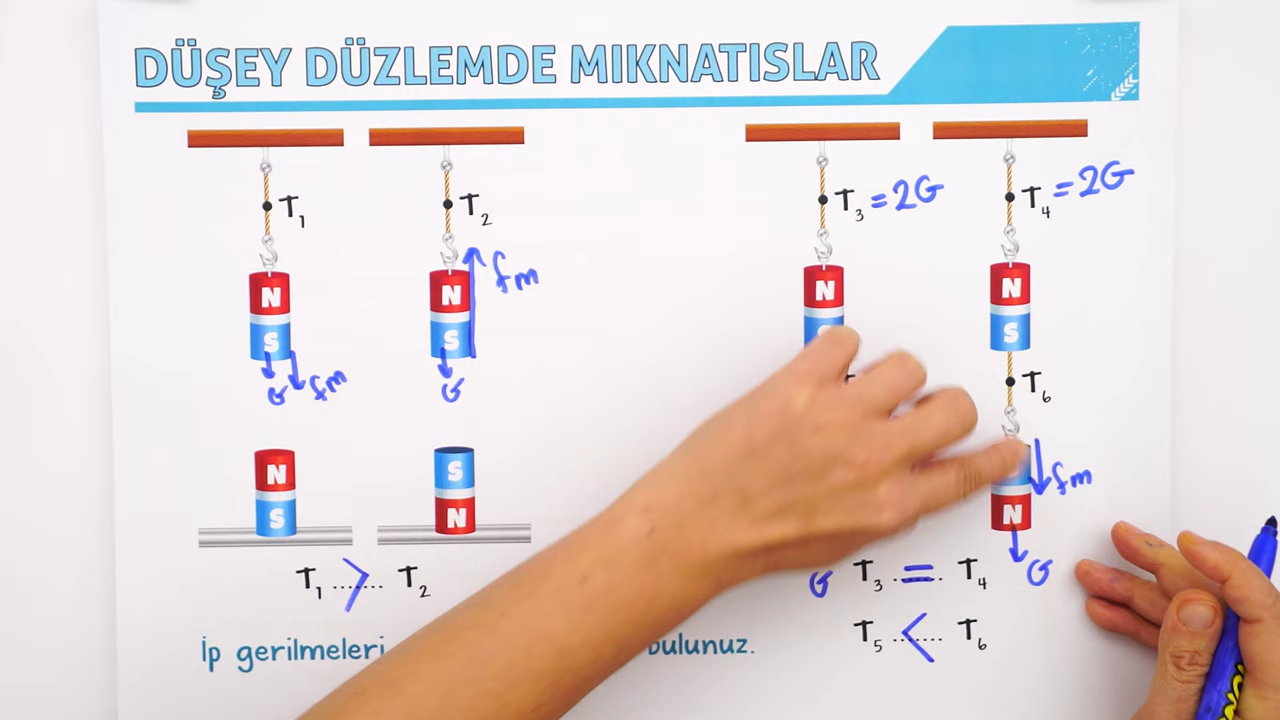 DÜŞEY DÜZLEMDE MIKNATISLAR
T1
T2
T3 = 2G
T4 = 2G
N
S
G
fm
N
S
G
fm
N
S
N
S
T6
N
S
S
N
fm
N
G
T1 > T2
G
T3 = T4
T5 < T6
İp gerilmeleri
bulunuz.